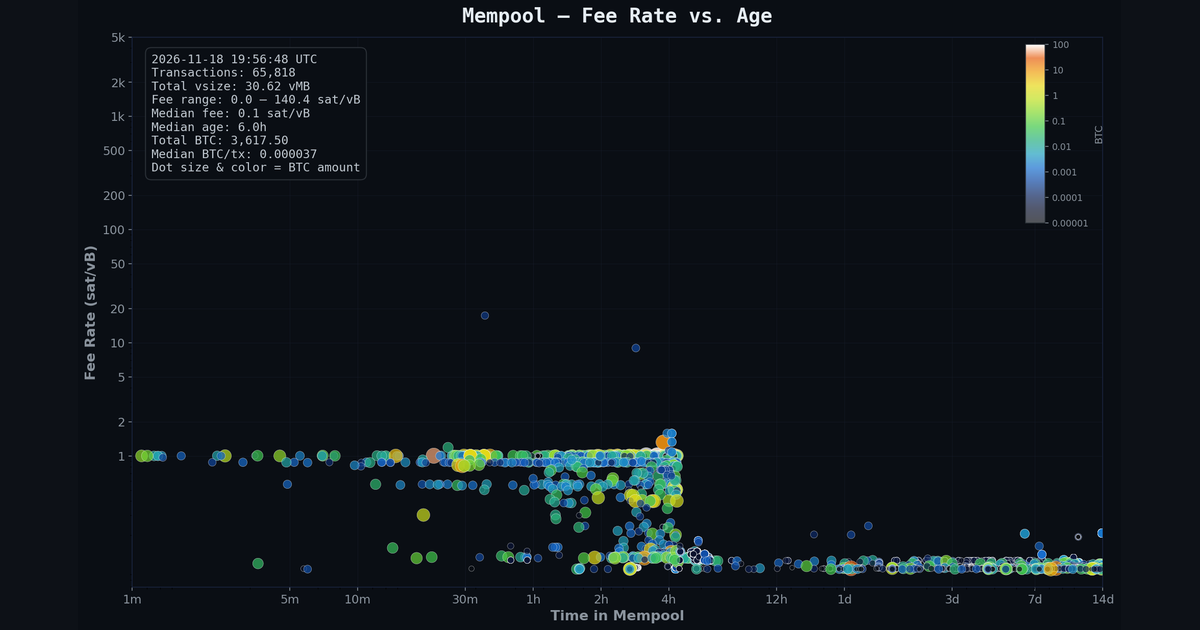 Mempool — Fee Rate vs. Age
5k
2k
1k
500
200
100
50
20
10
5
2
1
Fee Rate (sat/vB)
2026-11-18 19:56:48 UTC
Transactions: 65,818
Total vsize: 30.62 vMB
Fee range: 0.0 — 140.4 sat/vB
Median fee: 0.1 sat/vB
Median age: 6.0h
Total BTC: 3,617.50
Median BTC/tx: 0.000037
Dot size & color = BTC amount
100
10
1
0.1
0.01
0.001
0.0001
0.00001
BTC
1m
5m
10m
30m
1h
2h
4h
12h
1d
3d
7d
14d
Time in Mempool